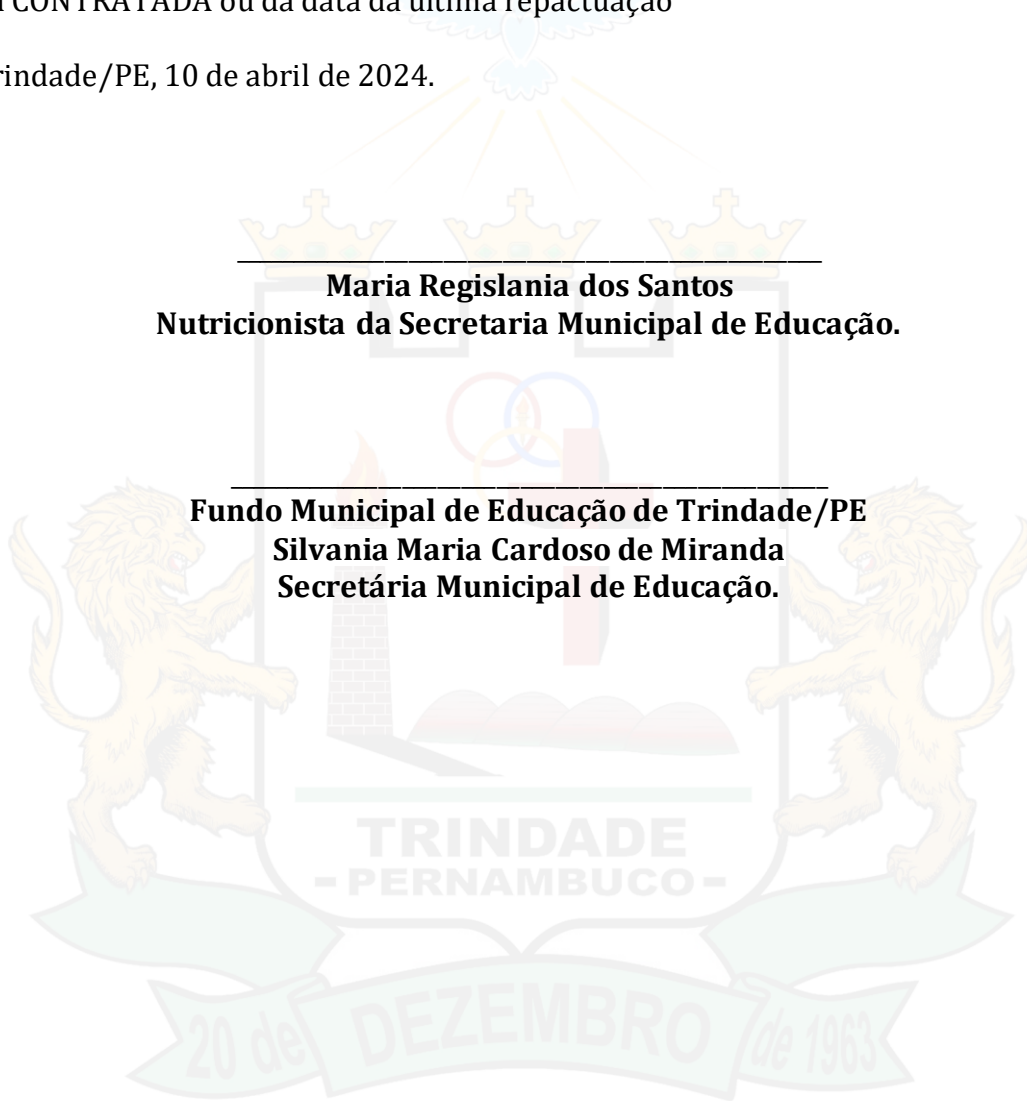 CONTRATADA ou da data da última repactuação
rindade/PE, 10 de abril de 2024.
Maria Regislania dos Santos
Nutricionista da Secretaria Municipal de Educação.
Fundo Municipal de Educação de Trindade/PE
Silvania Maria Cardoso de Miranda
Secretária Municipal de Educação.
TRINDADE
- PERNAMBUCO -
20 de DEZEMBRO de 1963